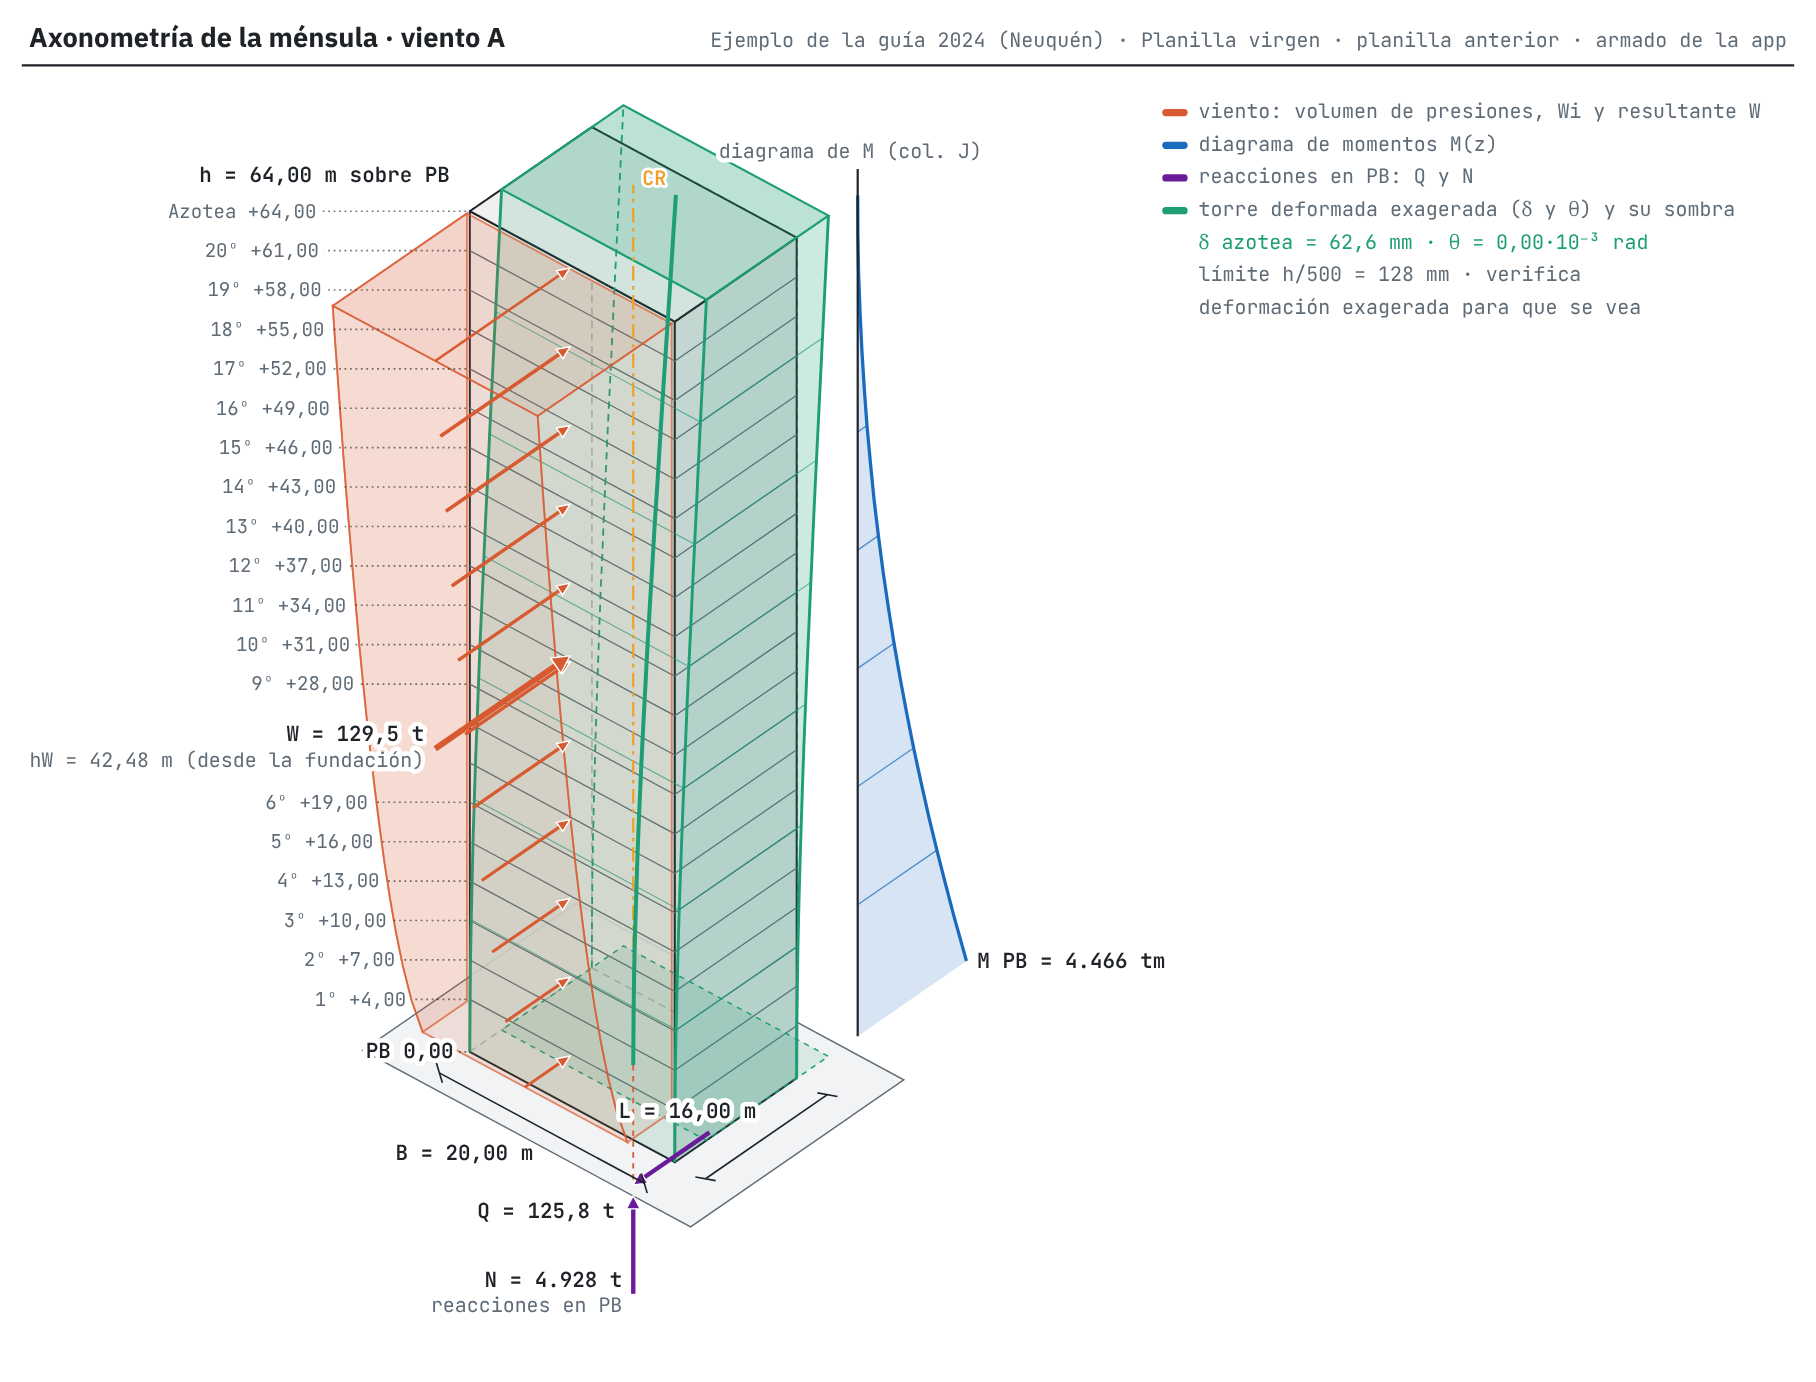 Axonometría de la ménsula · viento A
Ejemplo de la guía 2024 (Neuquén) · Planilla virgen · planilla anterior · armado de la app
viento: volumen de presiones, Wi y resultante W
diagrama de momentos M(z)
reacciones en PB: Q y N
torre deformada exagerada (δ y θ) y su sombra
δ azotea = 62,6 mm · θ = 0,00·10⁻³ rad
límite h/500 = 128 mm · verifica
deformación exagerada para que se vea
diagrama de M (col. J)
h = 64,00 m sobre PB
CR
Azotea +64,00
20° +61,00
19° +58,00
18° +55,00
17° +52,00
16° +49,00
15° +46,00
14° +43,00
13° +40,00
12° +37,00
11° +34,00
10° +31,00
9° +28,00
W = 129,5 t
hW = 42,48 m (desde la fundación)
6° +19,00
5° +16,00
4° +13,00
3° +10,00
2° +7,00
1° +4,00
PB 0,00
M PB = 4.466 tm
L = 16,00 m
B = 20,00 m
Q = 125,8 t
N = 4.928 t
reacciones en PB